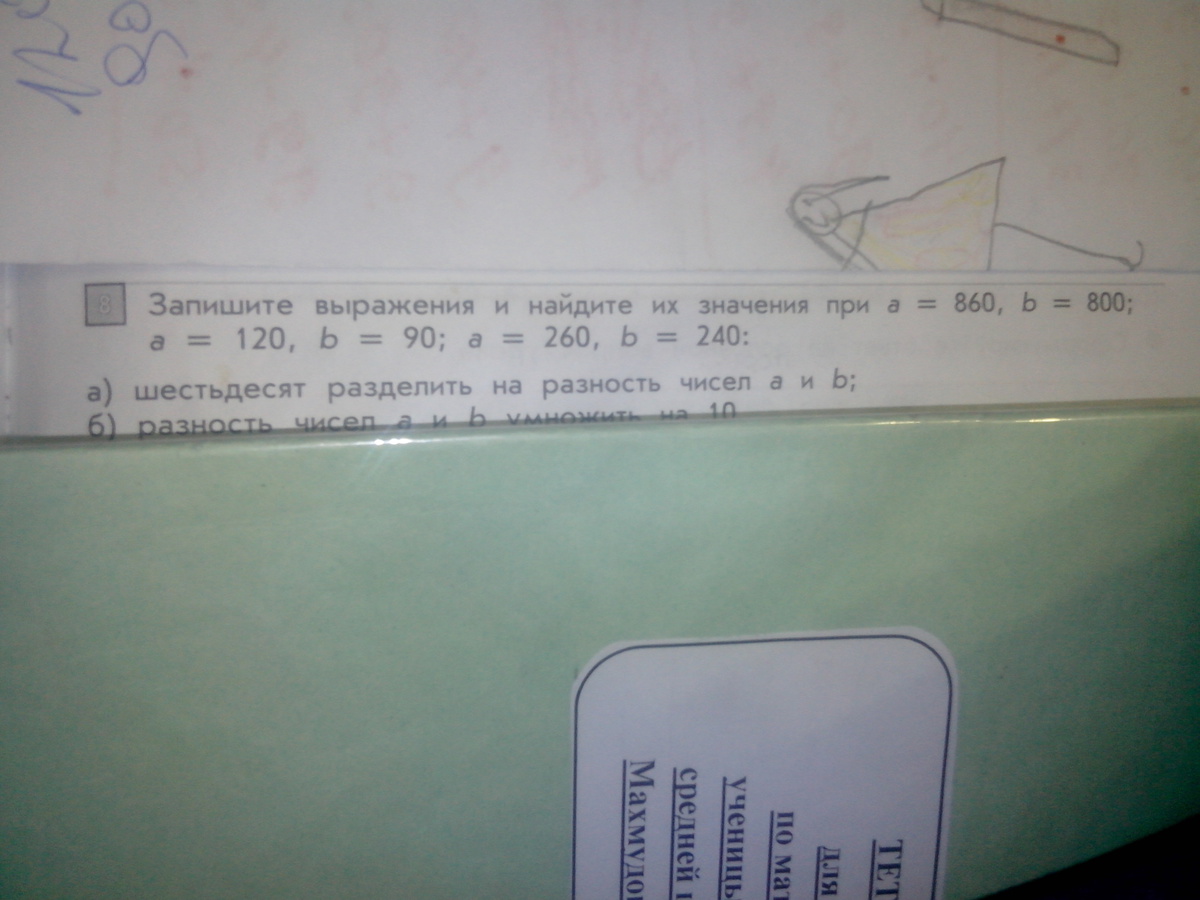 8 Запишите выражения и найдите их значения при a = 860, b = 800;
a = 120, b = 90; a = 260, b = 240:
а) шестьдесят разделить на разность чисел a и b;
б) разность чисел a и b умножить на 10
ТЕТ
для
по мат
учениць
средней
Махмудо